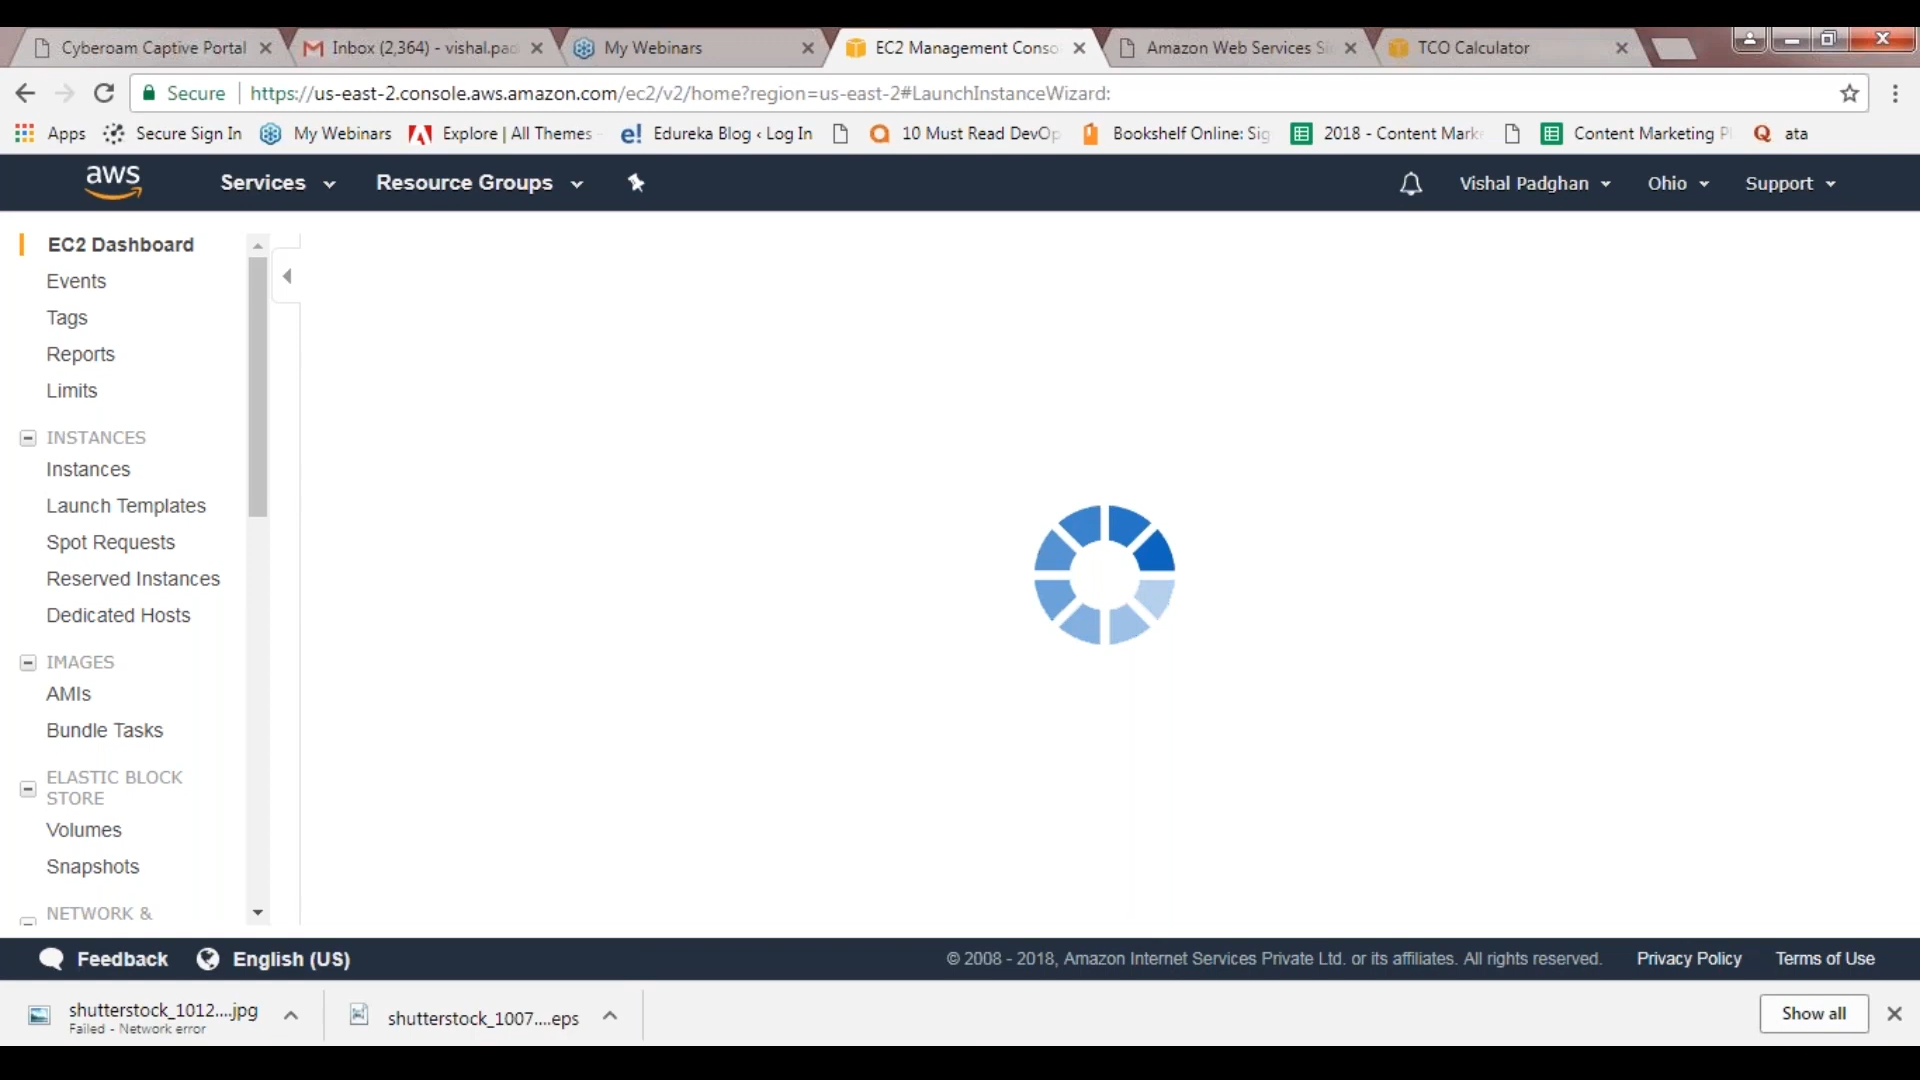 Cyberoam Captive Portal
Inbox (2,364) - vishal.pad
My Webinars
EC2 Management Conso
Amazon Web Services Si
TCO Calculator
Secure
https://us-east-2.console.aws.amazon.com/ec2/v2/home?region=us-east-2#LaunchInstanceWizard:
Apps
Secure Sign In
My Webinars
Explore | All Themes
e! Edureka Blog ‹ Log In
10 Must Read DevOp
Bookshelf Online: Sig
2018 - Content Mark
Content Marketing P
Q ata
aws
Services
Resource Groups
Vishal Padghan
Ohio
Support
EC2 Dashboard
Events
Tags
Reports
Limits
INSTANCES
Instances
Launch Templates
Spot Requests
Reserved Instances
Dedicated Hosts
IMAGES
AMIs
Bundle Tasks
ELASTIC BLOCK
STORE
Volumes
Snapshots
NETWORK &
Feedback
English (US)
© 2008 - 2018, Amazon Internet Services Private Ltd. or its affiliates. All rights reserved.
Privacy Policy
Terms of Use
shutterstock_1012....jpg
Failed - Network error
shutterstock_1007....eps
Show all